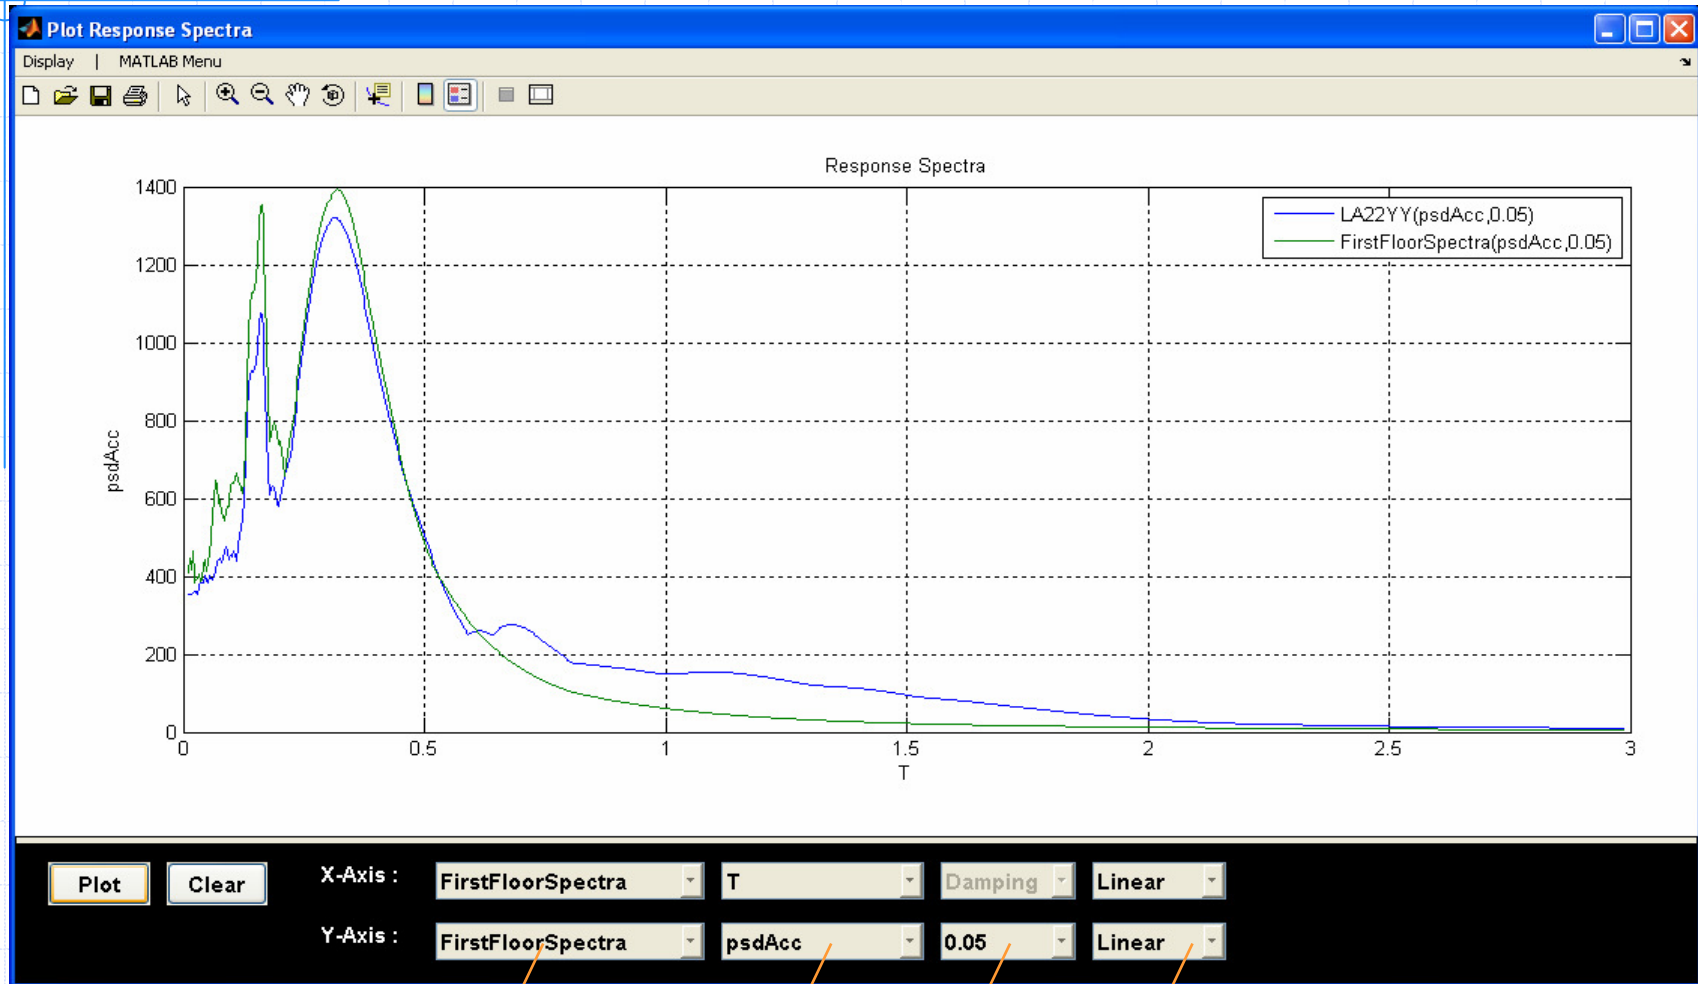 Plot Response Spectra
Display | MATLAB Menu
Response Spectra
1400
1200
1000
800
600
400
200
0
psdAcc
LA22YY(psdAcc,0.05)
FirstFloorSpectra(psdAcc,0.05)
0 0.5 1 1.5 2 2.5 3
T
Plot Clear X-Axis : FirstFloorSpectra T Damping Linear
Y-Axis : FirstFloorSpectra psdAcc 0.05 Linear